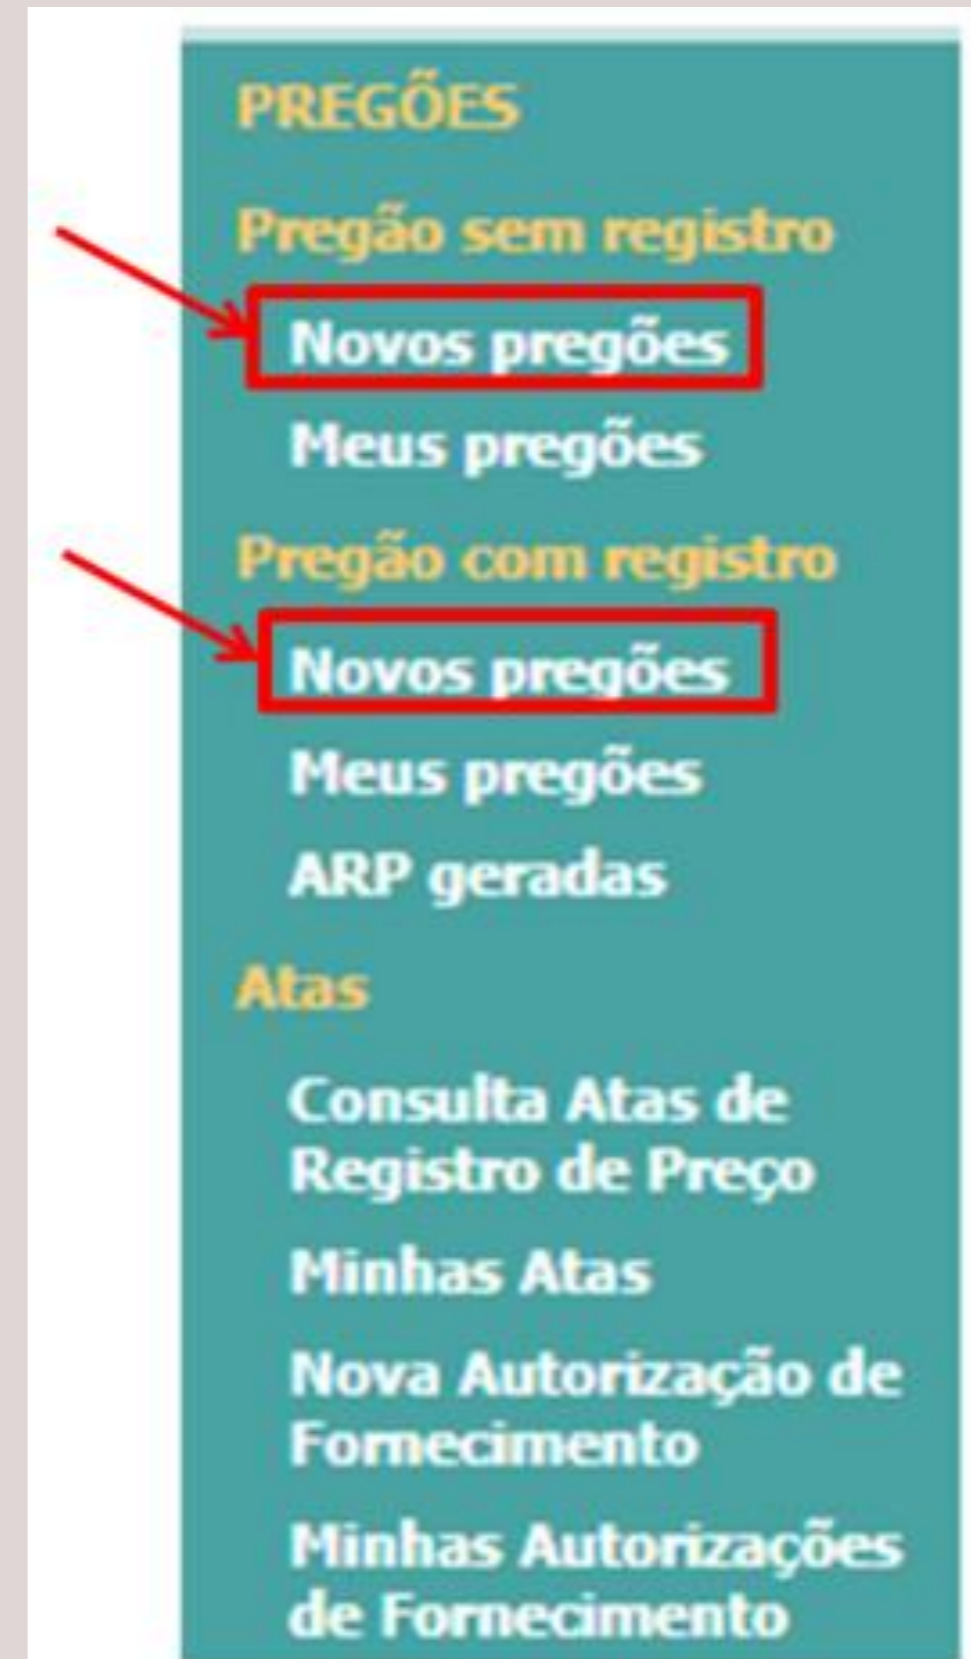 PREGÕES
Pregão sem registro
Novos pregões
Meus pregões
Pregão com registro
Novos pregões
Meus pregões
ARP geradas
Atas
Consulta Atas de
Registro de Preço
Minhas Atas
Nova Autorização de
Fornecimento
Minhas Autorizações
de Fornecimento